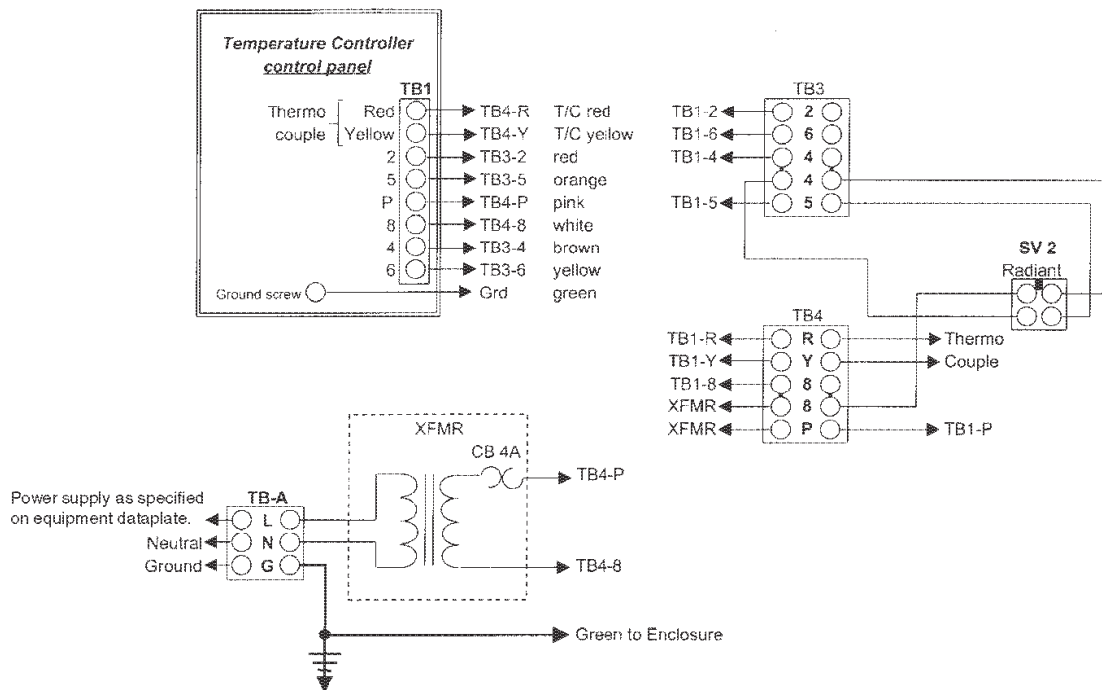 Temperature Controller
control panel
TB1
Thermo
couple
Red
TB4-R T/C red
Yellow
TB4-Y T/C yellow
2 TB3-2 red
5 TB3-5 orange
P TB4-P pink
8 TB4-8 white
4 TB3-4 brown
6 TB3-6 yellow
Ground screw Grd green
TB3
TB1-2 2
TB1-6 6
TB1-4 4
4
TB1-5 5
SV 2
Radiant
TB4
TB1-R R Thermo
TB1-Y Y Couple
TB1-8 8
XFMR 8
XFMR P TB1-P
XFMR
CB 4A
TB4-P
TB4-8
Power supply as specified
on equipment dataplate.
TB-A
L
Neutral N
Ground G
Green to Enclosure